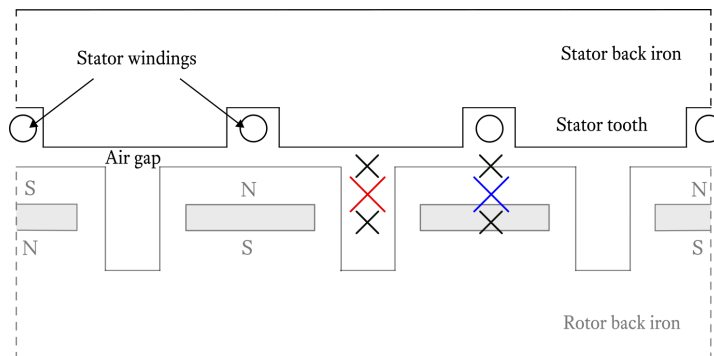 Stator windings
Stator back iron
Stator tooth
Air gap
S
N
N
N
S
S
Rotor back iron